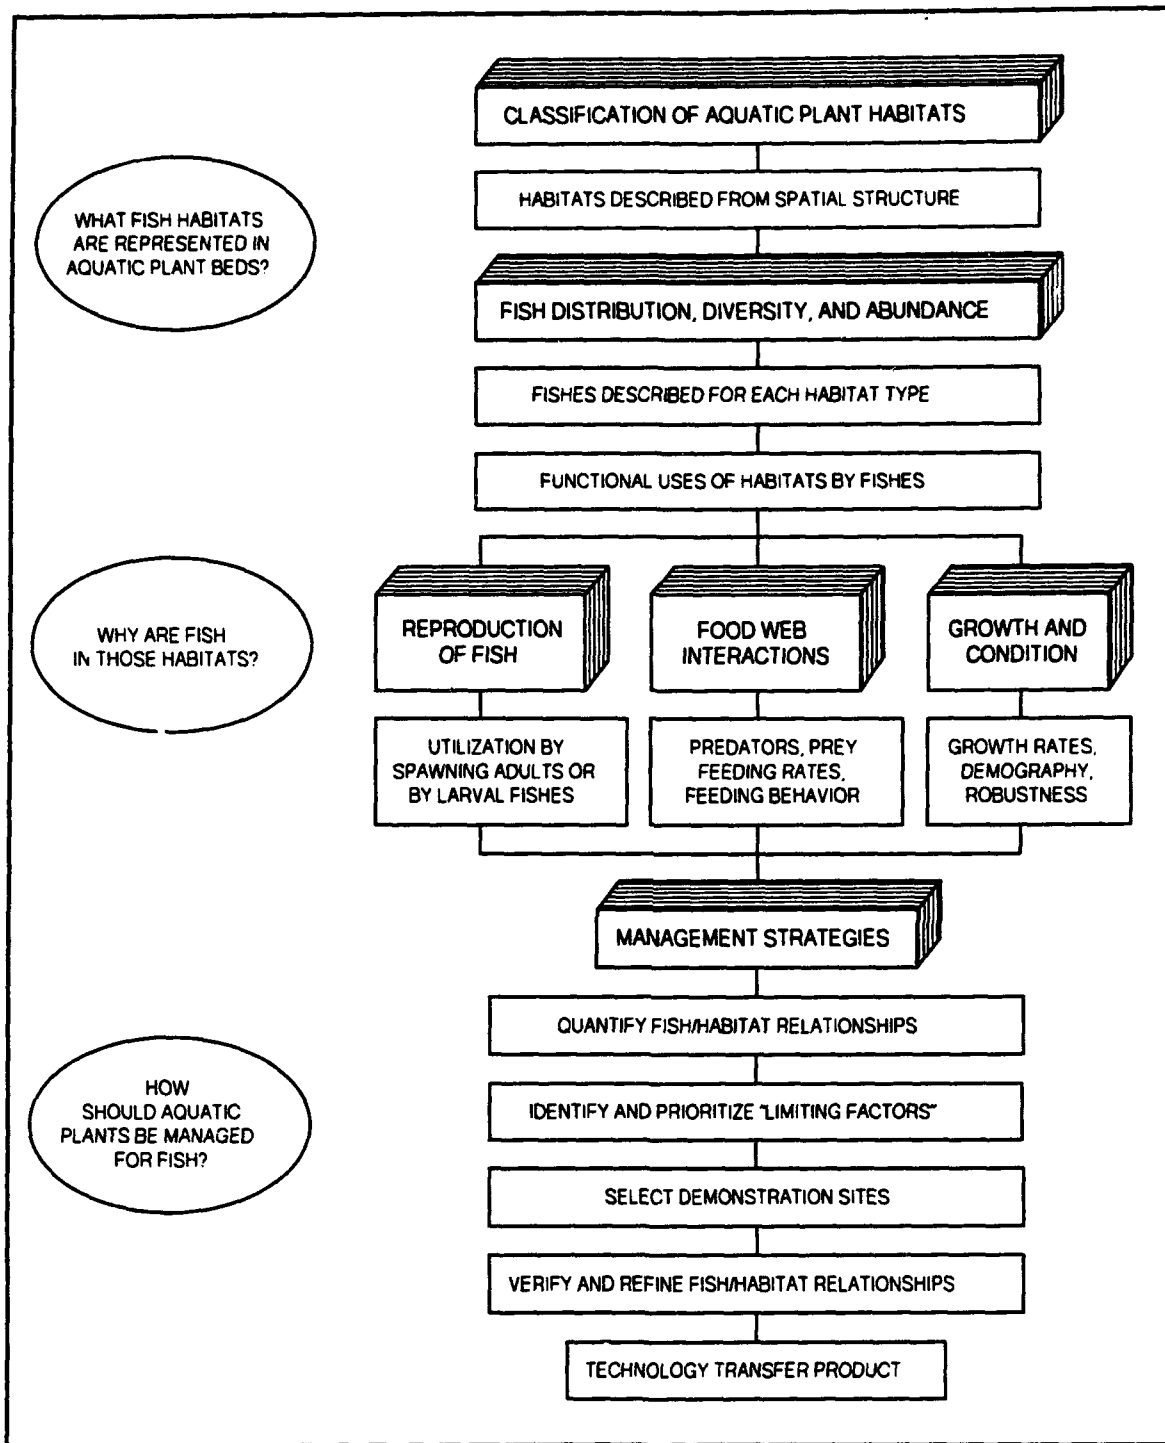 CLASSIFICATION OF AQUATIC PLANT HABITATS
HABITATS DESCRIBED FROM SPATIAL STRUCTURE
WHAT FISH HABITATS
ARE REPRESENTED IN
AQUATIC PLANT BEDS?
FISH DISTRIBUTION, DIVERSITY, AND ABUNDANCE
FISHES DESCRIBED FOR EACH HABITAT TYPE
FUNCTIONAL USES OF HABITATS BY FISHES
WHY ARE FISH
IN THOSE HABITATS?
REPRODUCTION
OF FISH
FOOD WEB
INTERACTIONS
GROWTH AND
CONDITION
UTILIZATION BY
SPAWNING ADULTS OR
BY LARVAL FISHES
PREDATORS, PREY
FEEDING RATES,
FEEDING BEHAVIOR
GROWTH RATES,
DEMOGRAPHY,
ROBUSTNESS
MANAGEMENT STRATEGIES
QUANTIFY FISH/HABITAT RELATIONSHIPS
HOW
SHOULD AQUATIC
PLANTS BE MANAGED
FOR FISH?
IDENTIFY AND PRIORITIZE "LIMITING FACTORS"
SELECT DEMONSTRATION SITES
VERIFY AND REFINE FISH/HABITAT RELATIONSHIPS
TECHNOLOGY TRANSFER PRODUCT